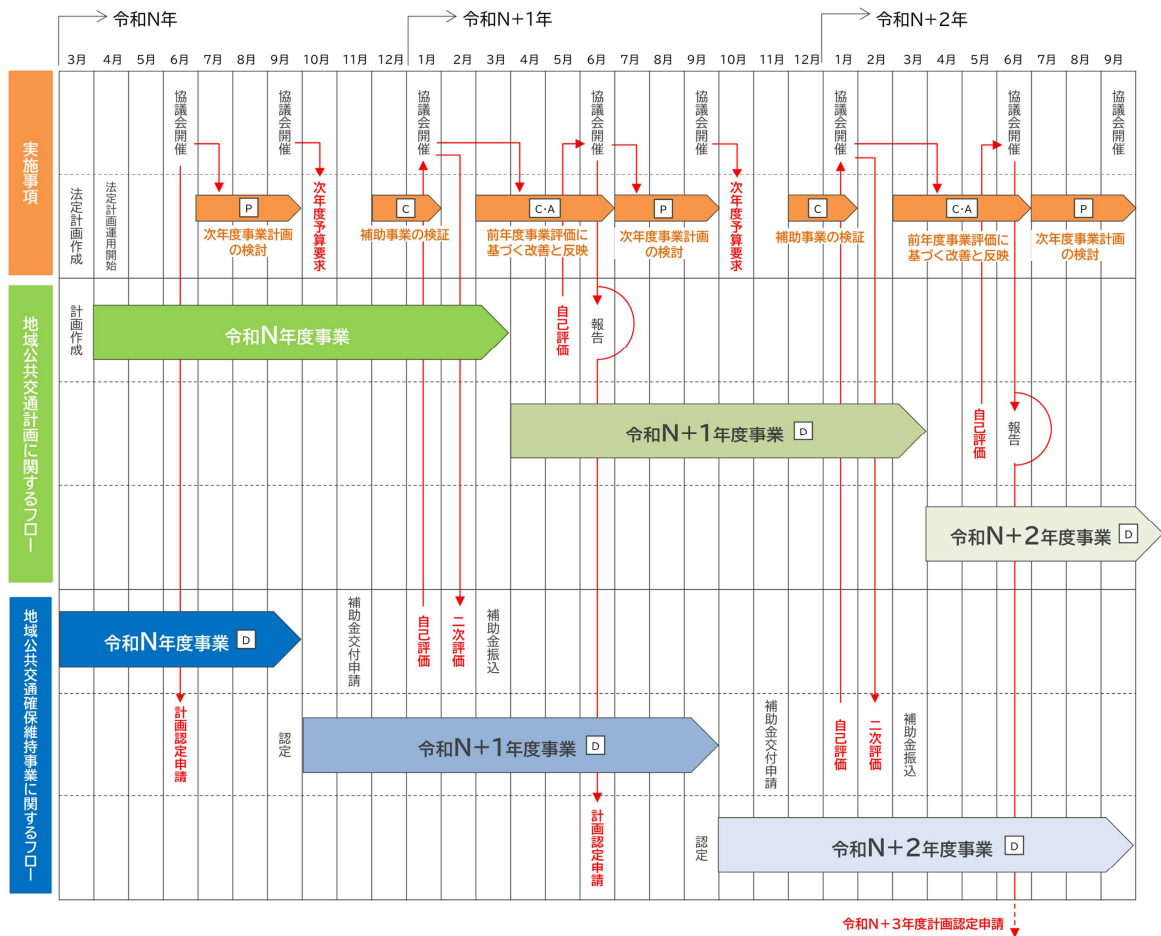 令和N年
令和N+1年
令和N+2年
3月 4月 5月 6月 7月 8月 9月 10月 11月 12月 1月 2月 3月 4月 5月 6月 7月 8月 9月 10月 11月 12月 1月 2月 3月 4月 5月 6月 7月 8月 9月
実施事項
協議会開催
協議会開催
協議会開催
協議会開催
協議会開催
協議会開催
協議会開催
協議会開催
法定計画作成
法定計画運用開始
P
次年度事業計画
の検討
次年度予算要求
C
補助事業の検証
C・A
前年度事業評価に
基づく改善と反映
P
次年度事業計画
の検討
次年度予算要求
C
補助事業の検証
C・A
前年度事業評価に
基づく改善と反映
P
次年度事業計画
の検討
地域公共交通計画に関するフロー
計画作成
令和N年度事業
自己評価
報告
令和N+1年度事業 D
自己評価
報告
令和N+2年度事業 D
地域公共交通確保維持事業に関するフロー
令和N年度事業 D
補助金交付申請
自己評価
二次評価
補助金振込
計画認定申請
認定
令和N+1年度事業 D
補助金交付申請
自己評価
二次評価
補助金振込
計画認定申請
認定
令和N+2年度事業 D
令和N+3年度計画認定申請